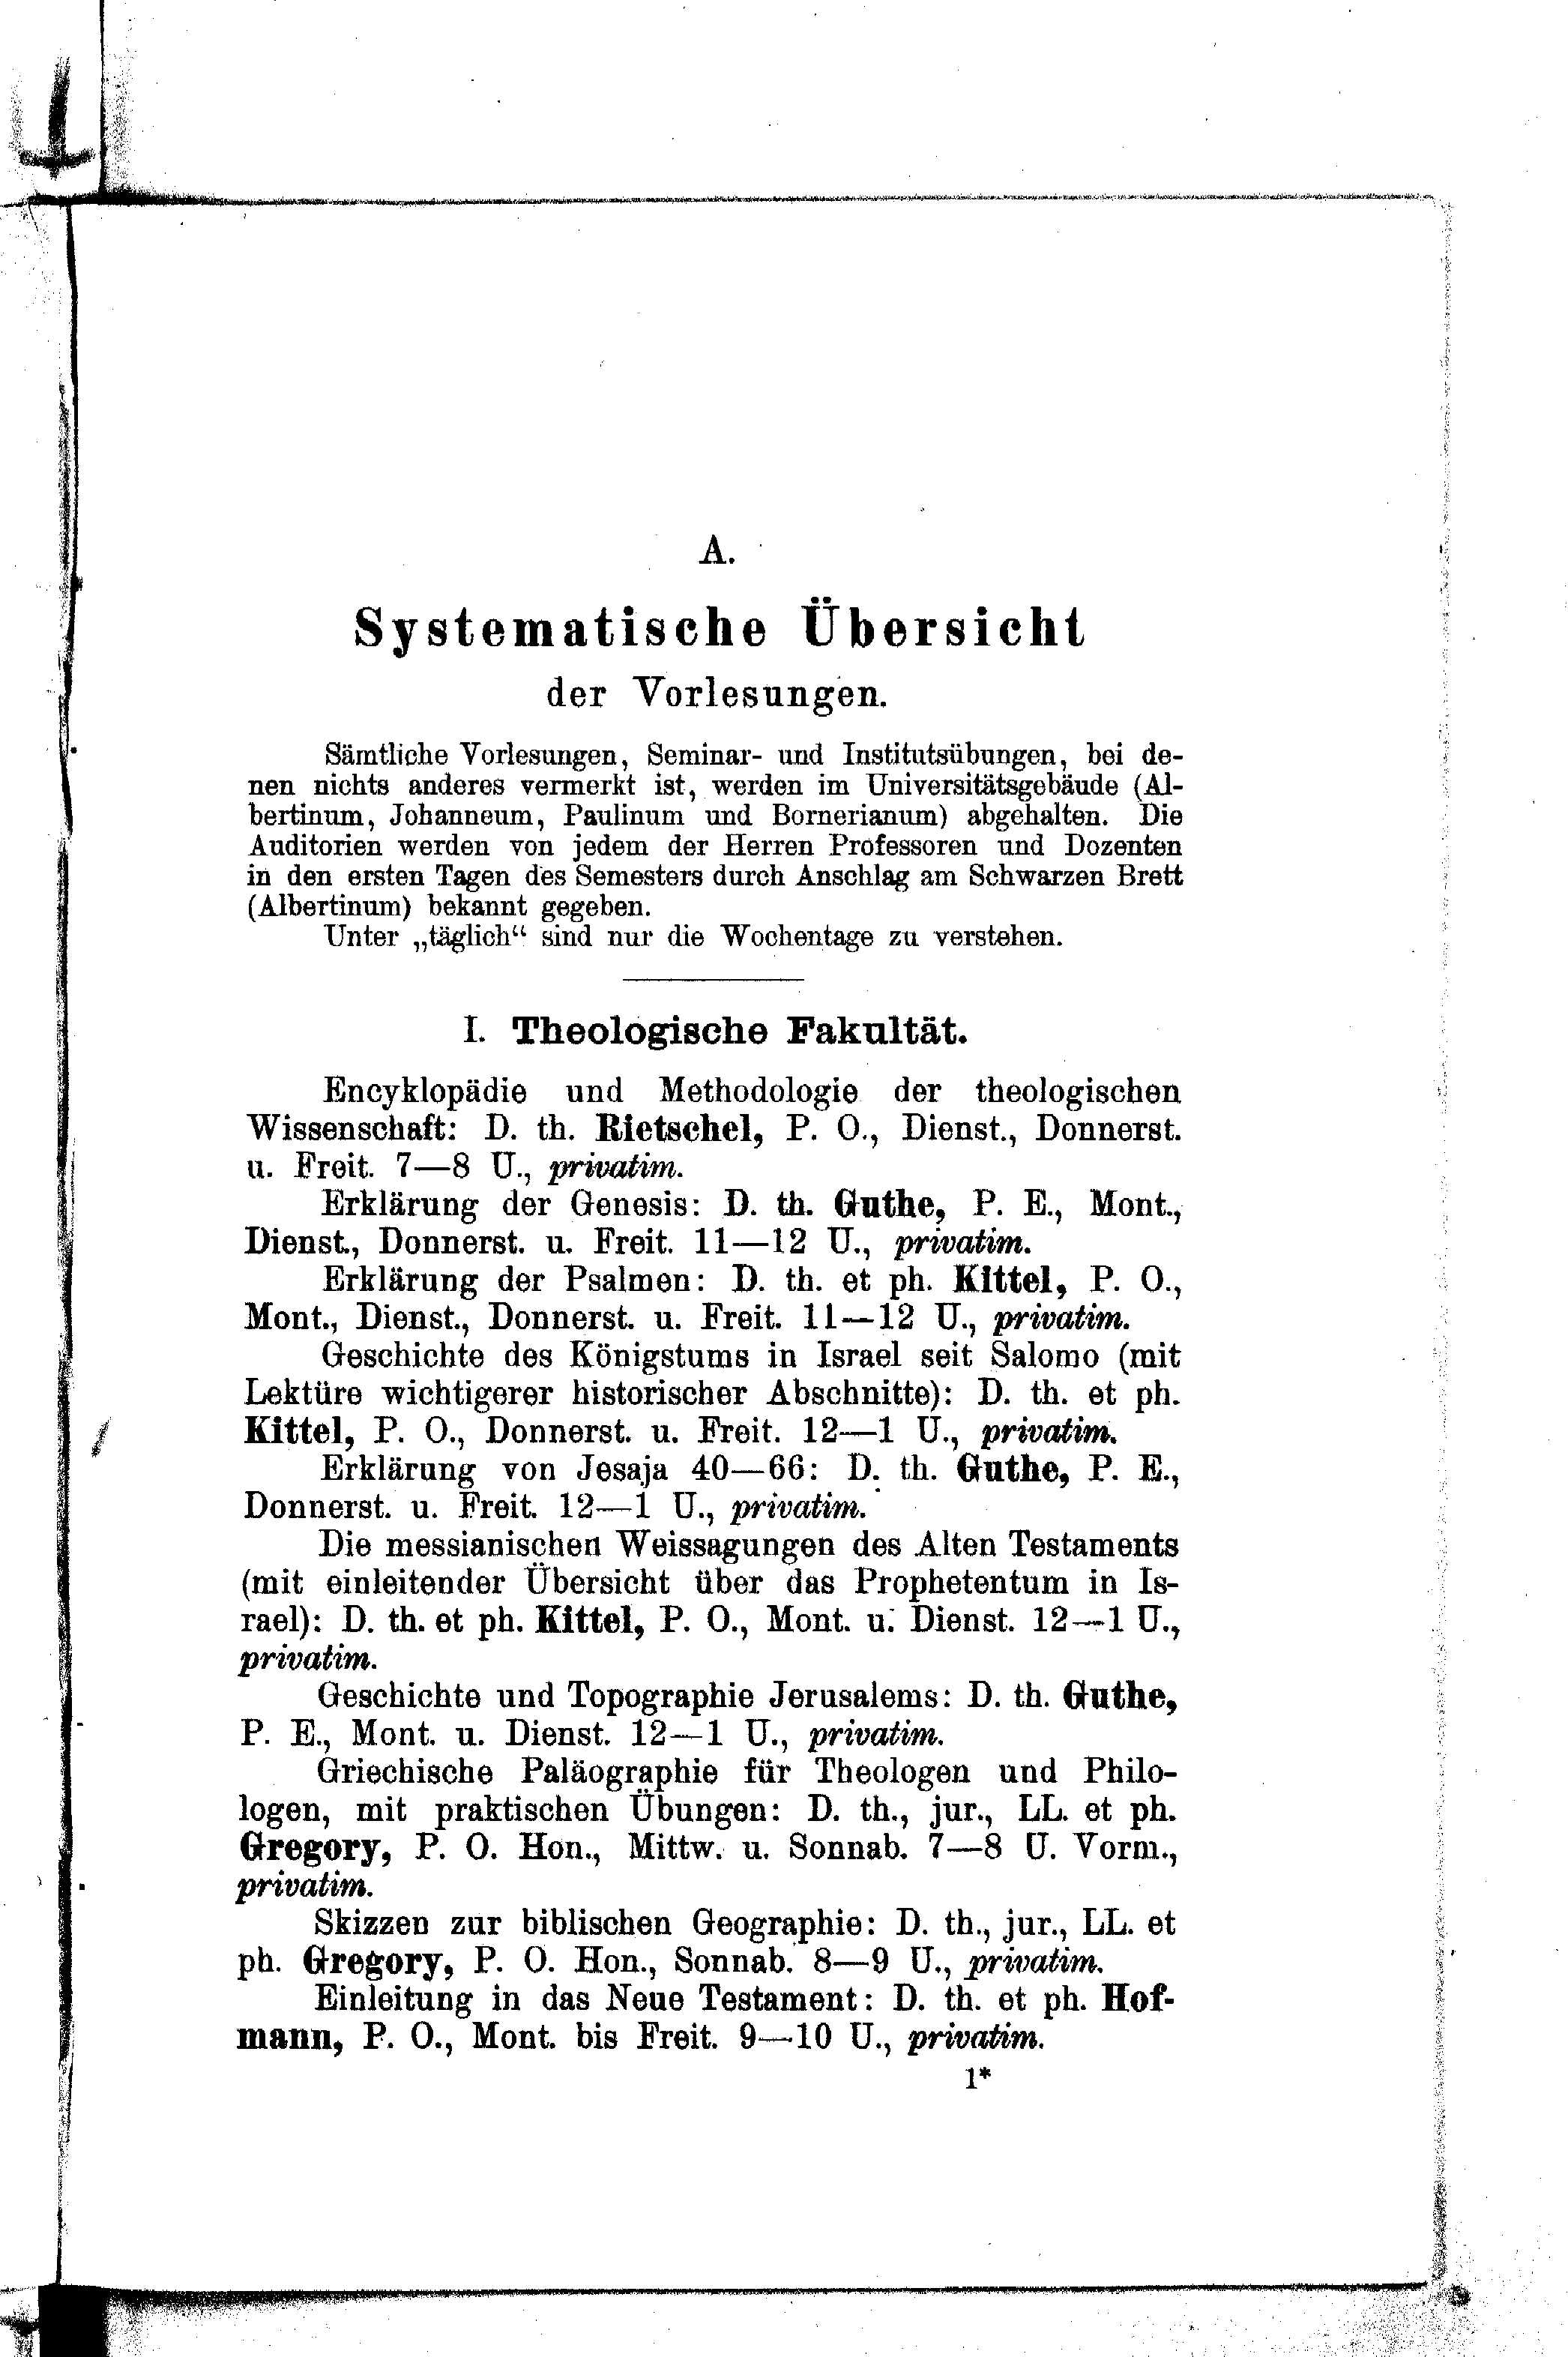 A.
Systematische Übersicht
der Vorlesungen.
Sämtliche Vorlesungen, Seminar- und Institutsübungen, bei de-
nen nichts anderes vermerkt ist, werden im Universitätsgebäude (Al-
bertinum, Johanneum, Paulinum und Bornerianum) abgehalten. Die
Auditorien werden von jedem der Herren Professoren und Dozenten
in den ersten Tagen des Semesters durch Anschlag am Schwarzen Brett
(Albertinum) bekannt gegeben.
Unter „täglich“ sind nur die Wochentage zu verstehen.
I. Theologische Fakultät.
Encyklopädie und Methodologie der theologischen
Wissenschaft: D. th. Rietschel, P. O., Dienst., Donnerst.
u. Freit. 7—8 U., privatim.
Erklärung der Genesis: D. th. Guthe, P. E., Mont.,
Dienst., Donnerst. u. Freit. 11—12 U., privatim.
Erklärung der Psalmen: D. th. et ph. Kittel, P. O.,
Mont., Dienst., Donnerst. u. Freit. 11—12 U., privatim.
Geschichte des Königstums in Israel seit Salomo (mit
Lektüre wichtigerer historischer Abschnitte): D. th. et ph.
Kittel, P. O., Donnerst. u. Freit. 12—1 U., privatim.
Erklärung von Jesaja 40—66: D. th. Guthe, P. E.,
Donnerst. u. Freit. 12—1 U., privatim.
Die messianischen Weissagungen des Alten Testaments
(mit einleitender Übersicht über das Prophetentum in Is-
rael): D. th. et ph. Kittel, P. O., Mont. u. Dienst. 12—1 U.,
privatim.
Geschichte und Topographie Jerusalems: D. th. Guthe,
P. E., Mont. u. Dienst. 12—1 U., privatim.
Griechische Paläographie für Theologen und Philo-
logen, mit praktischen Übungen: D. th., jur., LL. et ph.
Gregory, P. O. Hon., Mittw. u. Sonnab. 7—8 U. Vorm.,
privatim.
Skizzen zur biblischen Geographie: D. th., jur., LL. et
ph. Gregory, P. O. Hon., Sonnab. 8—9 U., privatim.
Einleitung in das Neue Testament: D. th. et ph. Hof-
mann, P. O., Mont. bis Freit. 9—10 U., privatim.
1*